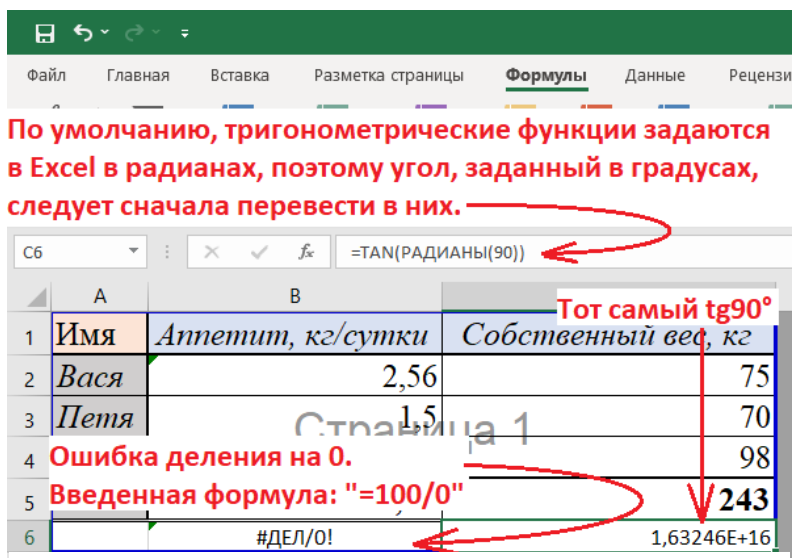 Файл Главная Вставка Разметка страницы Формулы Данные Рецензи
По умолчанию, тригонометрические функции задаются
в Excel в радианах, поэтому угол, заданный в градусах,
следует сначала перевести в них.
C6 fx =TAN(РАДИАНЫ(90))
A B
Тот самый tg90°
1 Имя Аппетит, кг/сутки Собственный вес, кг
2 Вася 2,56 75
3 Петя 1,5 70
Страница 1
4 98
Ошибка деления на 0.
Введенная формула: "=100/0"
5 243
6 #ДЕЛ/0! 1,63246E+16